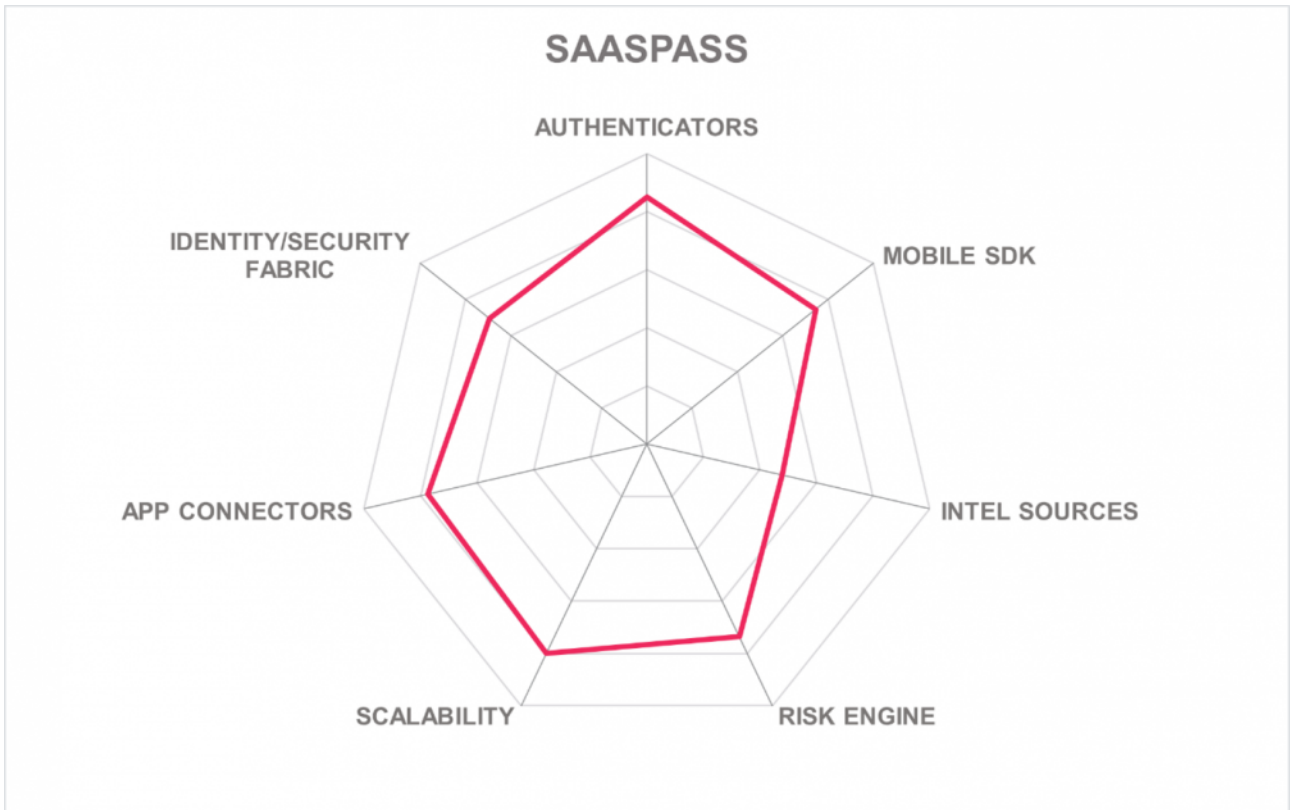 SAASPASS
AUTHENTICATORS
IDENTITY/SECURITY
FABRIC
MOBILE SDK
APP CONNECTORS
INTEL SOURCES
SCALABILITY
RISK ENGINE